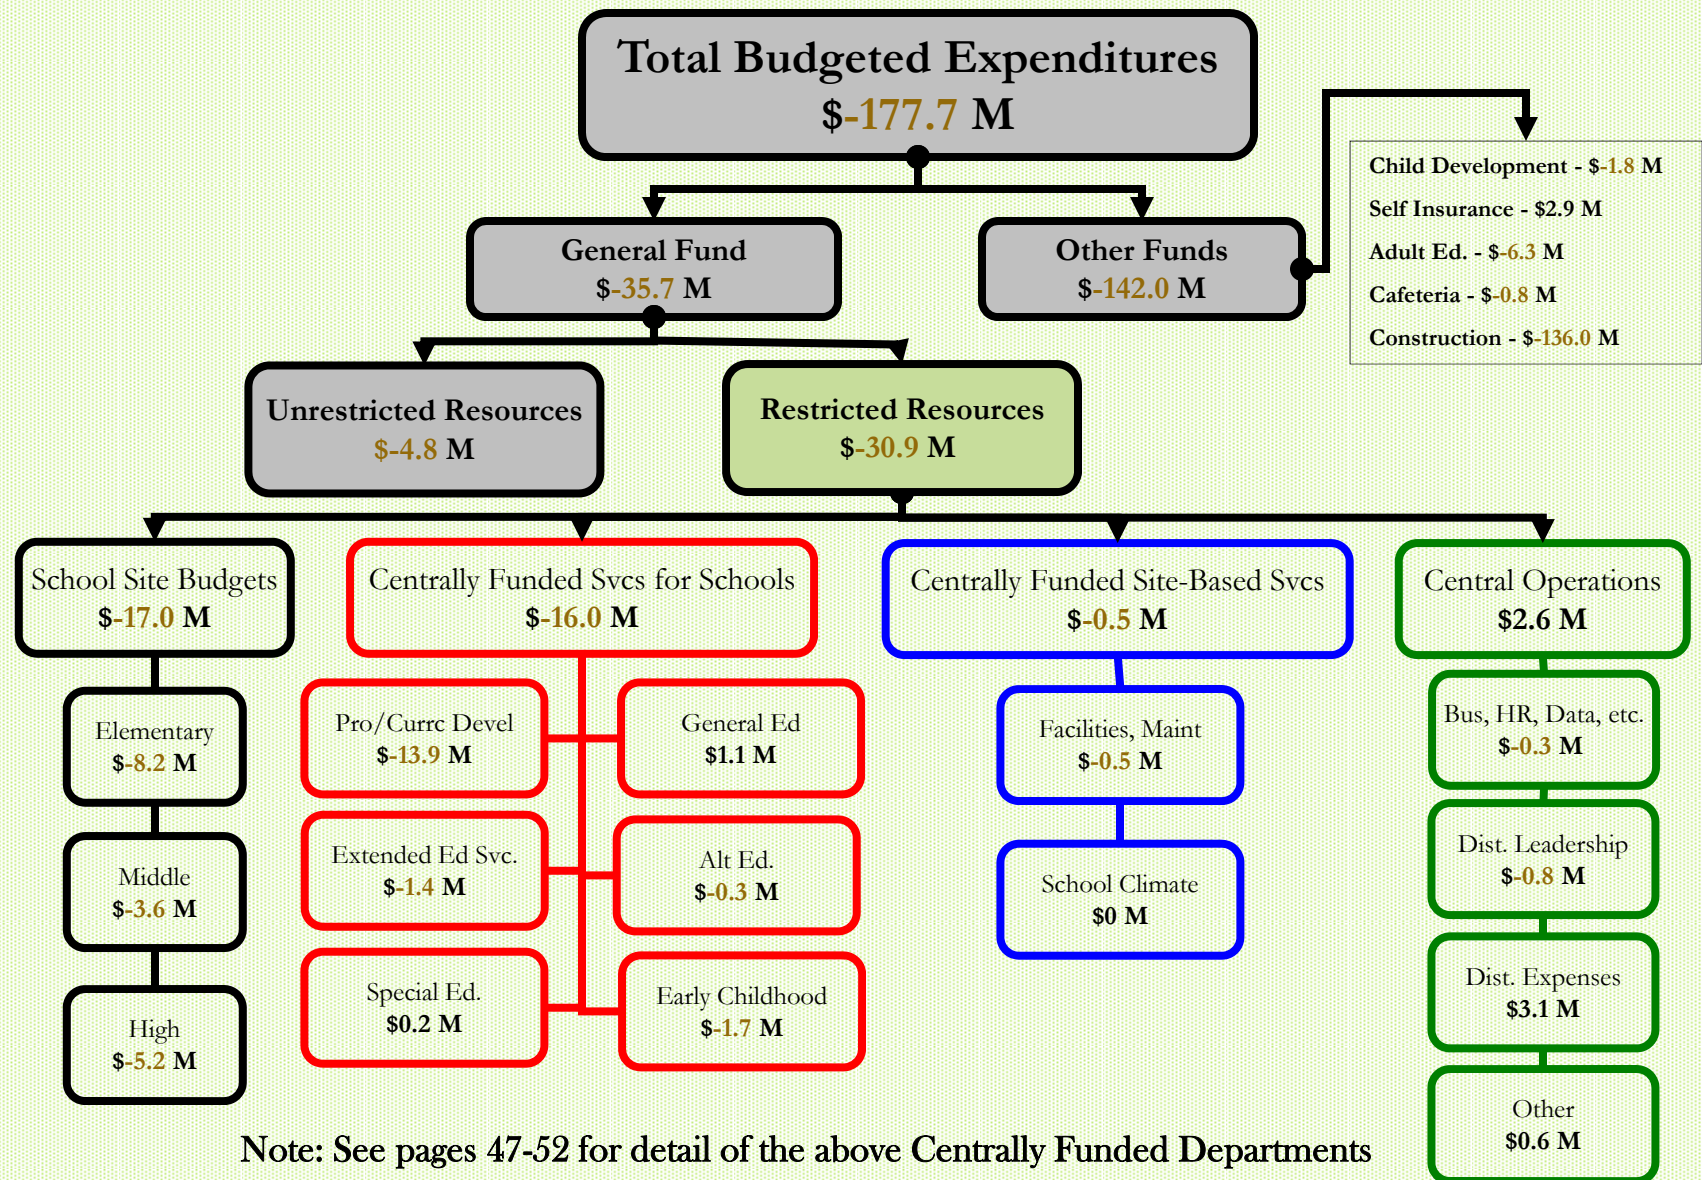 Total Budgeted Expenditures
$-177.7 M
Child Development - $-1.8 M
Self Insurance - $2.9 M
Adult Ed. - $-6.3 M
Cafeteria - $-0.8 M
Construction - $-136.0 M
General Fund
$-35.7 M
Other Funds
$-142.0 M
Unrestricted Resources
$-4.8 M
Restricted Resources
$-30.9 M
School Site Budgets
$-17.0 M
Elementary
$-8.2 M
Middle
$-3.6 M
High
$-5.2 M
Centrally Funded Svcs for Schools
$-16.0 M
Pro/Currc Devel
$-13.9 M
General Ed
$1.1 M
Extended Ed Svc.
$-1.4 M
Alt Ed.
$-0.3 M
Special Ed.
$0.2 M
Early Childhood
$-1.7 M
Centrally Funded Site-Based Svcs
$-0.5 M
Facilities, Maint
$-0.5 M
School Climate
$0 M
Central Operations
$2.6 M
Bus, HR, Data, etc.
$-0.3 M
Dist. Leadership
$-0.8 M
Dist. Expenses
$3.1 M
Other
$0.6 M
Note: See pages 47-52 for detail of the above Centrally Funded Departments